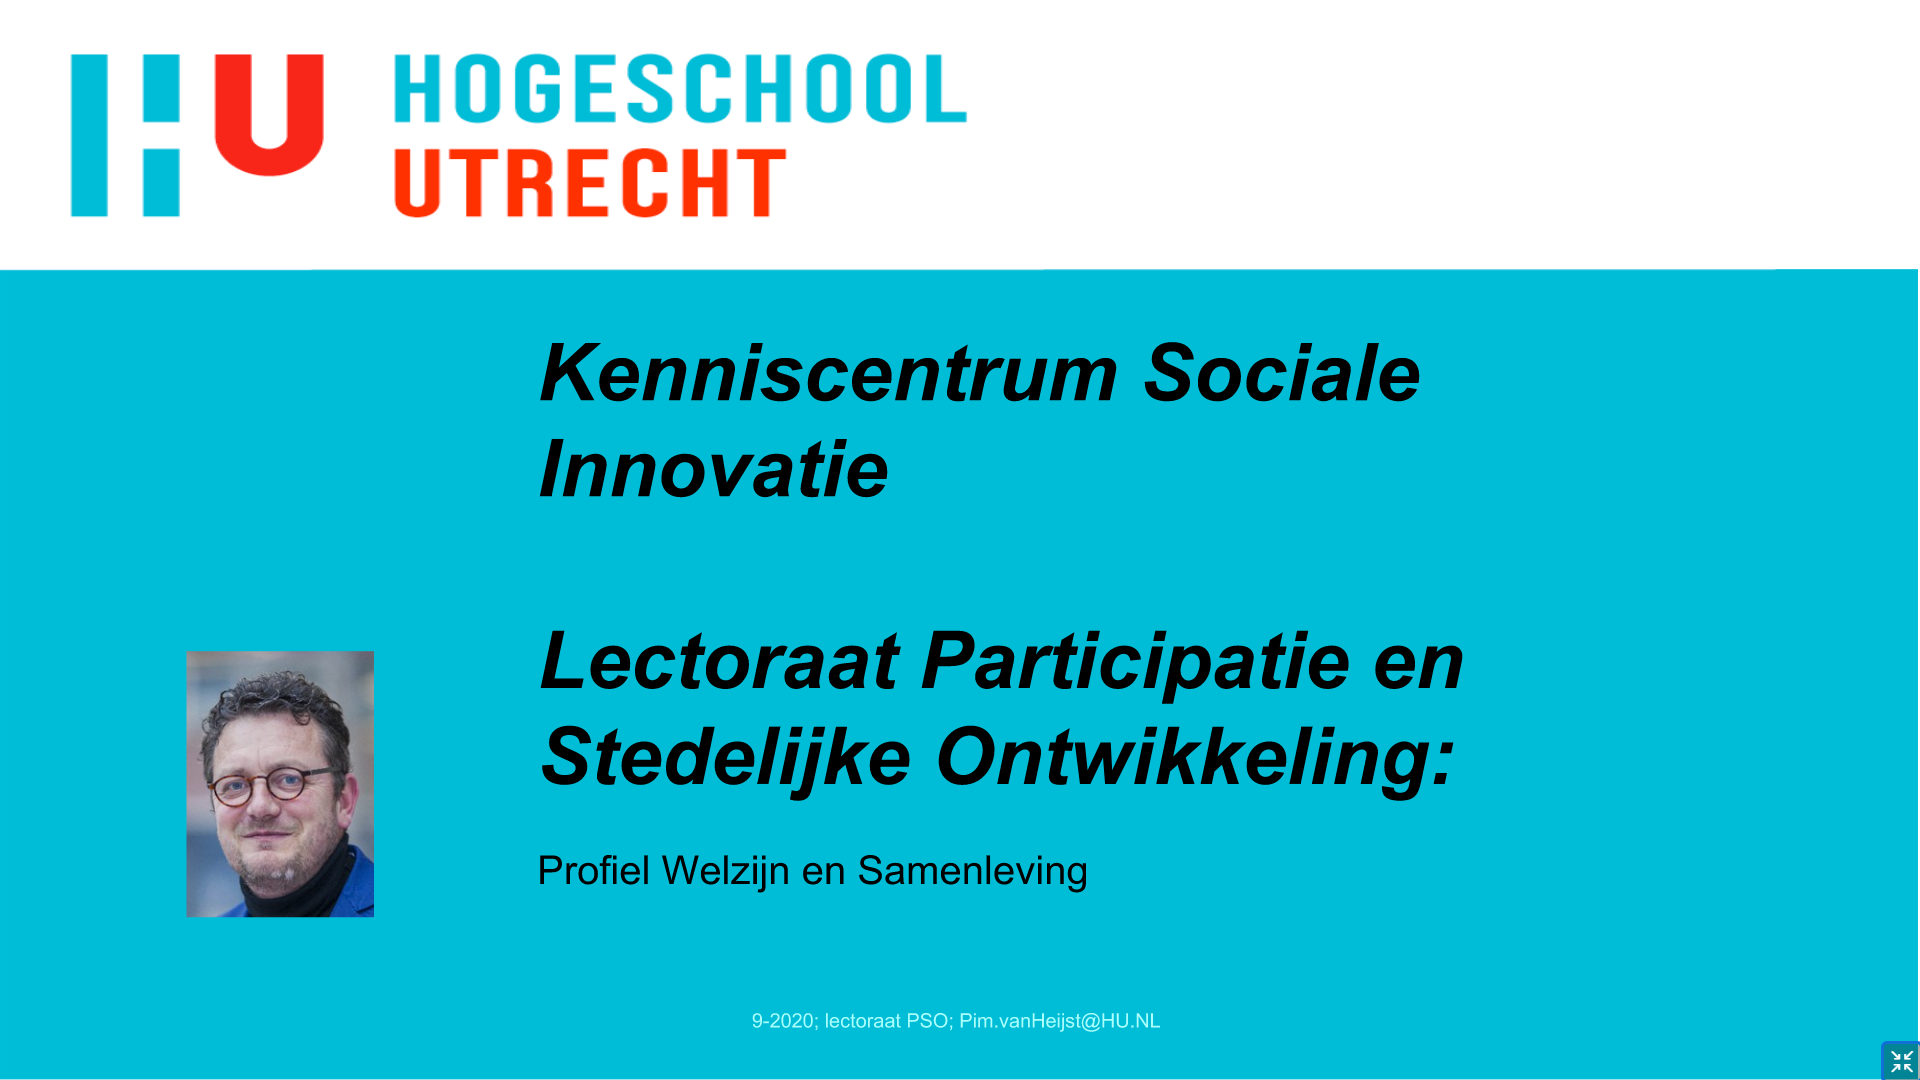 HU HOGESCHOOL
UTRECHT
Kenniscentrum Sociale
Innovatie
Lectoraat Participatie en
Stedelijke Ontwikkeling:
Profiel Welzijn en Samenleving
9-2020; lectoraat PSO; Pim.vanHeijst@HU.NL